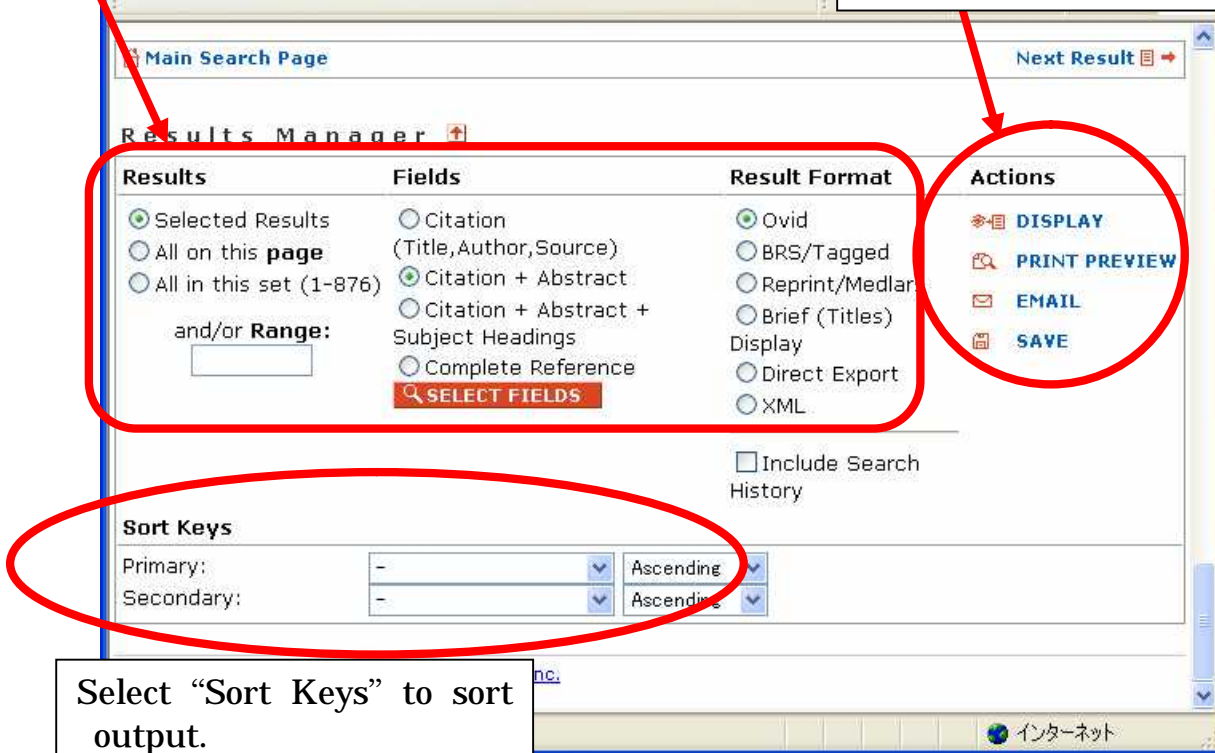 Main Search Page
Next Result
Results Manager
Results
Selected Results
All on this page
All in this set (1-876)
and/or Range:
Fields
Citation
(Title,Author,Source)
Citation + Abstract
Citation + Abstract +
Subject Headings
Complete Reference
SELECT FIELDS
Result Format
Ovid
BRS/Tagged
Reprint/Medlars
Brief (Titles)
Display
Direct Export
XML
Include Search
History
Actions
DISPLAY
PRINT PREVIEW
EMAIL
SAVE
Sort Keys
Primary: - Ascending
Secondary: - Ascending
nc.
Select “Sort Keys” to sort
output.
インターネット